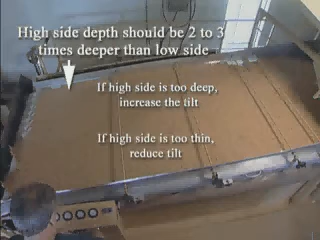 High side depth should be 2 to 3
times deeper than low side
If high side is too deep,
increase the tilt
If high side is too thin,
reduce tilt